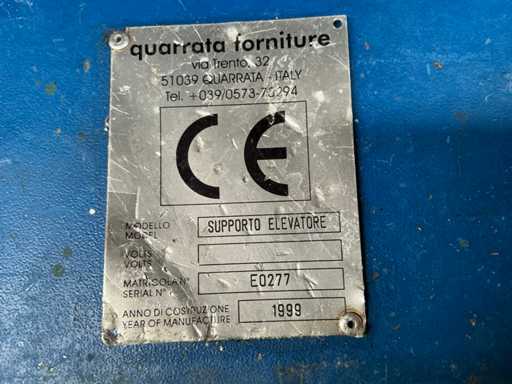 quarrata forniture
via Trento, 32
51039 QUARRATA - ITALY
Tel. +039/0573-73294
CE
MODELLO SUPPORTO ELEVATORE
MODEL
VOLTS
VOLTS
MATRICOLA N° E0277
SERIAL N°
ANNO DI COSTRUZIONE 1999
YEAR OF MANUFACTURE